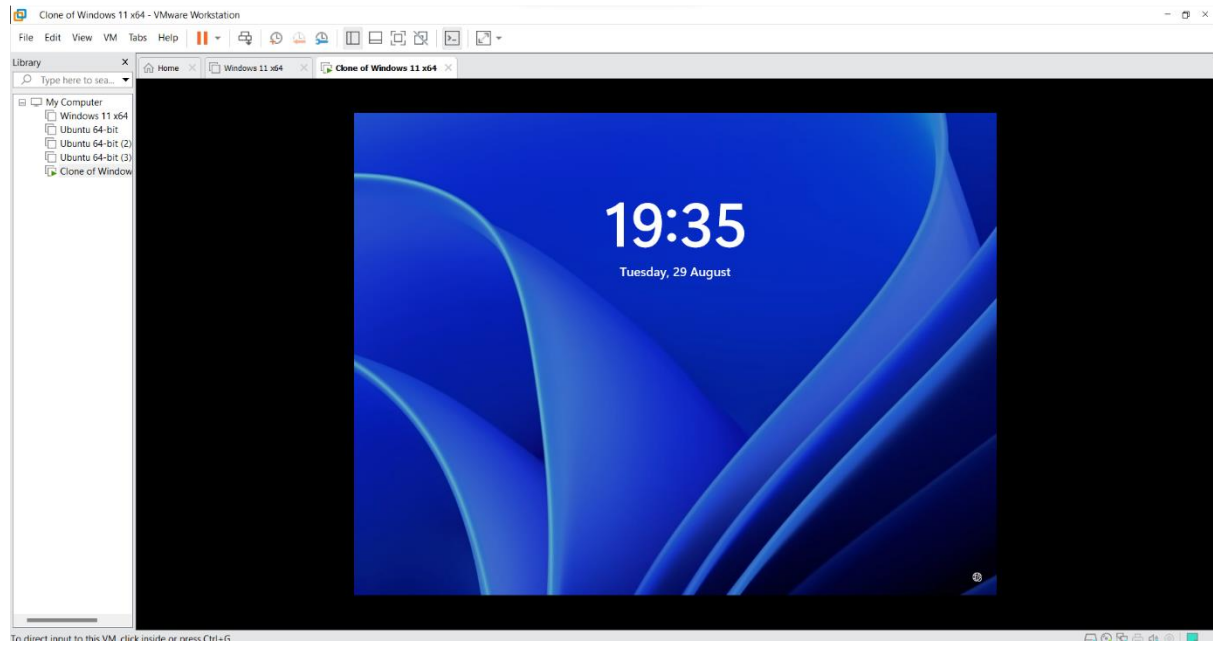 Clone of Windows 11 x64 - VMware Workstation
File Edit View VM Tabs Help
Library X
Home Windows 11 x64 Clone of Windows 11 x64
Type here to sea...
My Computer
Windows 11 x64
Ubuntu 64-bit
Ubuntu 64-bit (2)
Ubuntu 64-bit (3)
Clone of Window
19:35
Tuesday, 29 August
To direct input to this VM, click inside or press Ctrl+G.